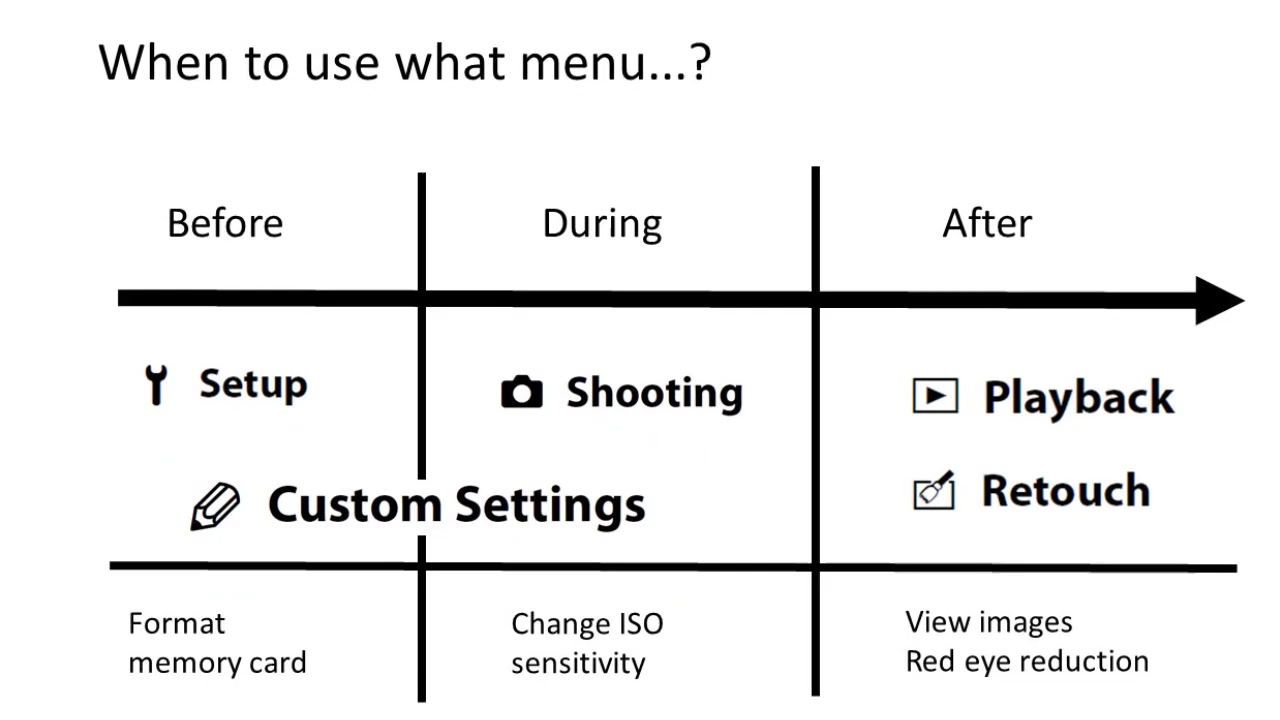 When to use what menu...?
Before
During
After
Setup
Shooting
Playback
Custom Settings
Retouch
Format
memory card
Change ISO
sensitivity
View images
Red eye reduction